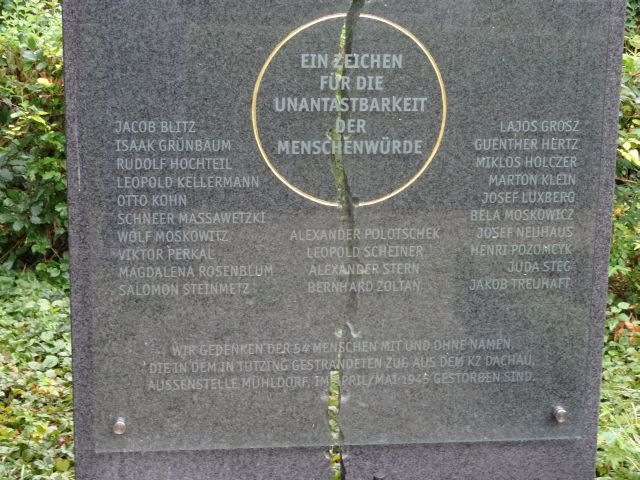 EIN ZEICHEN
FÜR DIE
UNANTASTBARKEIT
DER
MENSCHENWÜRDE
JACOB BLITZ
ISAAK GRÜNBAUM
RUDOLF HOCHTEIL
LEOPOLD KELLERMANN
OTTO KOHN
SCHNEER MASSAWETZKI
WOLF MOSKOWITZ
VIKTOR PERKAL
MAGDALENA ROSENBLUM
SALOMON STEINMETZ
ALEXANDER POLOTSCHEK
LEOPOLD SCHEINER
ALEXANDER STERN
BERNHARD ZOLTAN
LAJOS GROSZ
GUENTHER HERTZ
MIKLOS HOLCZER
MARTON KLEIN
JOSEF LUXBERG
BELA MOSKOWICZ
JOSEF NEUHAUS
HENRI POZOMCYK
JUDA STEG
JAKOB TREUHAFT
WIR GEDENKEN DER 54 MENSCHEN MIT UND OHNE NAMEN,
DIE IN DEM IN TUTZING GESTRANDETEN ZUG AUS DEM KZ DACHAU,
AUSSENSTELLE MÜHLDORF, IM APRIL/MAI 1945 GESTORBEN SIND.